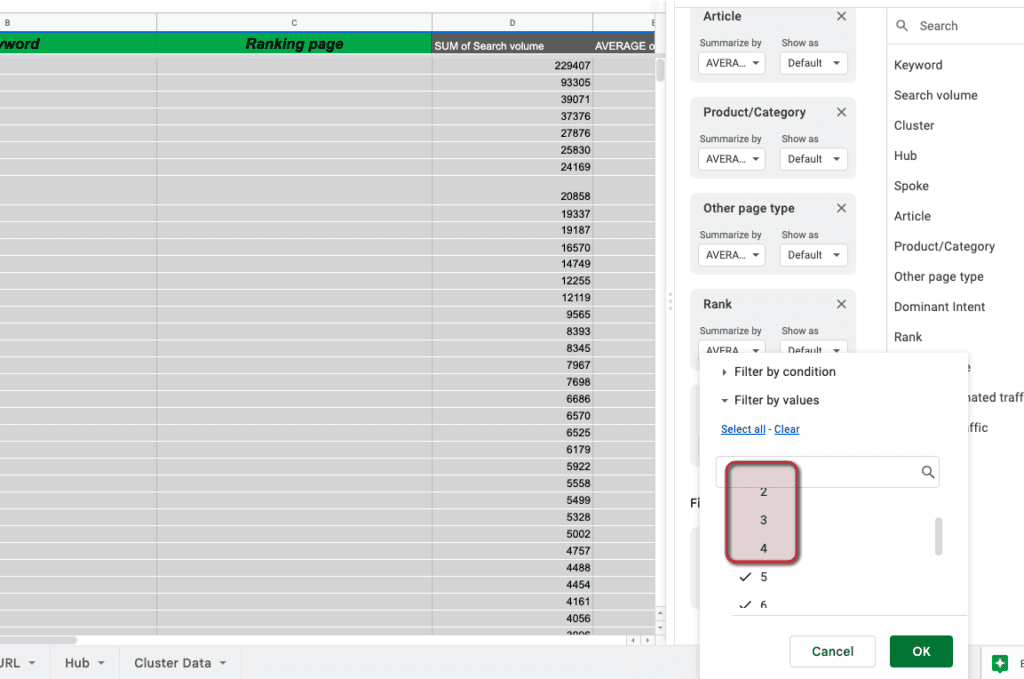 B C D E
yword Ranking page SUM of Search volume AVERAGE o
229407
93305
39071
37376
27876
25830
24169
20858
19337
19187
16570
14749
12255
12119
9565
8393
8345
7967
7698
6686
6570
6525
6179
5922
5558
5499
5328
5002
4757
4488
4454
4161
4056
3906
URL Hub Cluster Data
Article
Summarize by Show as
AVERA... Default
Product/Category
Summarize by Show as
AVERA... Default
Other page type
Summarize by Show as
AVERA... Default
Rank
Summarize by Show as
AVERA... Default
Fi
Filter by condition
Filter by values
Select all - Clear
2
3
4
5
6
Cancel OK
Search
Keyword
Search volume
Cluster
Hub
Spoke
Article
Product/Category
Other page type
Dominant Intent
Rank
e
nated traff
ffic
E